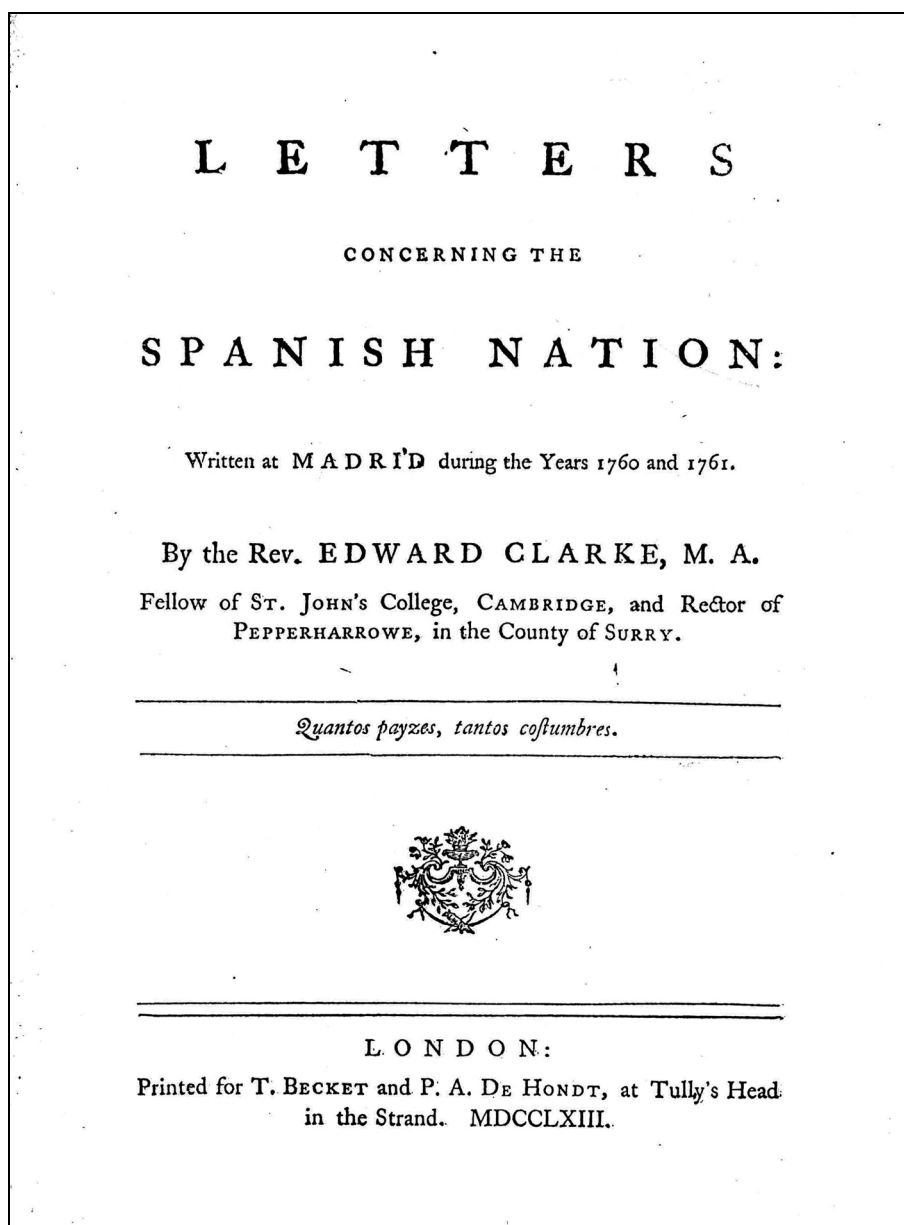 LETTERS
CONCERNING THE
SPANISH NATION:
Written at MADRI'D during the Years 1760 and 1761.
By the Rev. EDWARD CLARKE, M. A.
Fellow of ST. JOHN's College, CAMBRIDGE, and Rector of
PEPPERHARROWE, in the County of SURRY.
Quantos payzes, tantos coſtumbres.
LONDON:
Printed for T. BECKET and P. A. DE HONDT, at Tully's Head
in the Strand. MDCCLXIII.